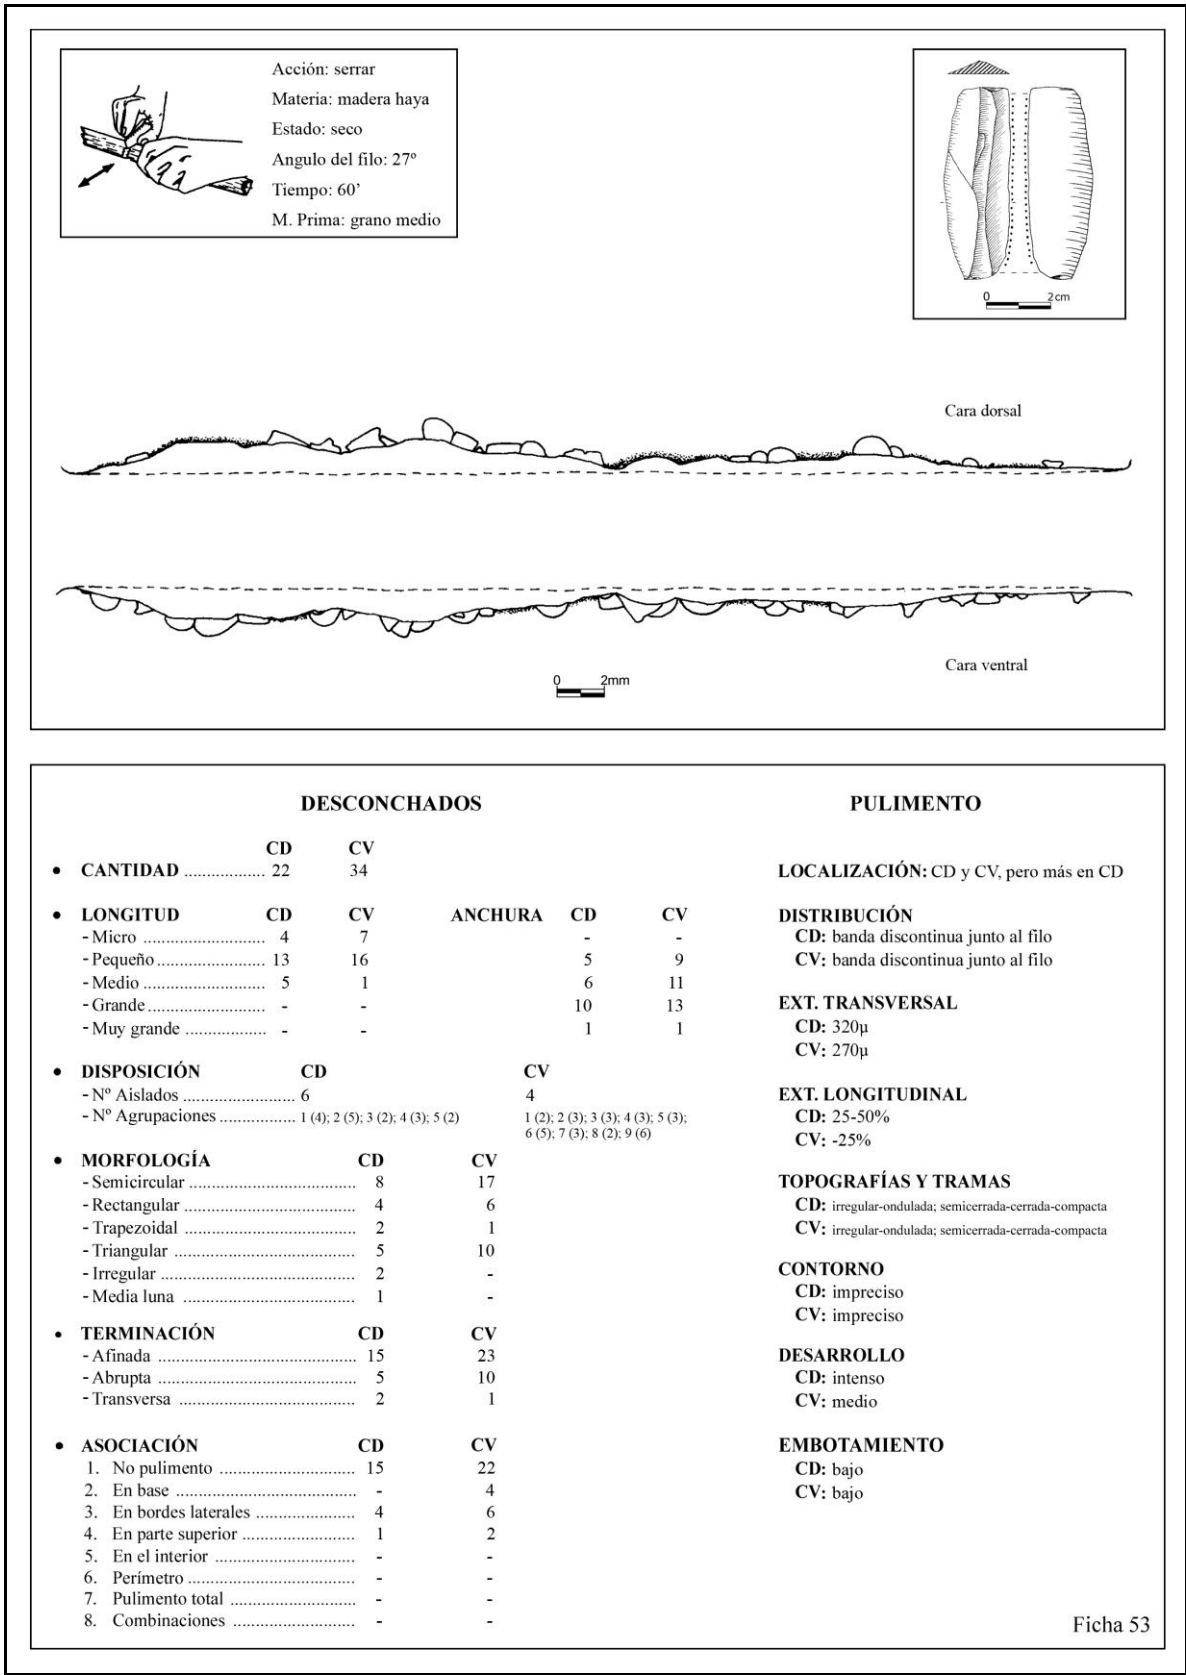 Acción: serrar
Materia: madera haya
Estado: seco
Angulo del filo: 27º
Tiempo: 60’
M. Prima: grano medio
0 2 cm
Cara dorsal
Cara ventral
0 2mm
DESCONCHADOS
CD CV
• CANTIDAD .................. 22 34
• LONGITUD CD CV ANCHURA CD CV
- Micro ........................... 4 7 - -
- Pequeño ........................ 13 16 5 9
- Medio ........................... 5 1 6 11
- Grande .......................... - - 10 13
- Muy grande .................. - - 1 1
• DISPOSICIÓN CD CV
- Nº Aislados ......................... 6 4
- Nº Agrupaciones ................. 1 (4); 2 (5); 3 (2); 4 (3); 5 (2) 1 (2); 2 (3); 3 (3); 4 (3); 5 (3);
6 (5); 7 (3); 8 (2); 9 (6)
• MORFOLOGÍA CD CV
- Semicircular ..................................... 8 17
- Rectangular ...................................... 4 6
- Trapezoidal ...................................... 2 1
- Triangular ........................................ 5 10
- Irregular ........................................... 2 -
- Media luna ...................................... 1 -
• TERMINACIÓN CD CV
- Afinada ............................................ 15 23
- Abrupta ............................................ 5 10
- Transversa ....................................... 2 1
• ASOCIACIÓN CD CV
1. No pulimento .............................. 15 22
2. En base ........................................ - 4
3. En bordes laterales ...................... 4 6
4. En parte superior ......................... 1 2
5. En el interior ............................... - -
6. Perímetro ..................................... - -
7. Pulimento total ............................ - -
8. Combinaciones ........................... - -
PULIMENTO
LOCALIZACIÓN: CD y CV, pero más en CD
DISTRIBUCIÓN
CD: banda discontinua junto al filo
CV: banda discontinua junto al filo
EXT. TRANSVERSAL
CD: 320µ
CV: 270µ
EXT. LONGITUDINAL
CD: 25-50%
CV: -25%
TOPOGRAFÍAS Y TRAMAS
CD: irregular-ondulada; semicerrada-cerrada-compacta
CV: irregular-ondulada; semicerrada-cerrada-compacta
CONTORNO
CD: impreciso
CV: impreciso
DESARROLLO
CD: intenso
CV: medio
EMBOTAMIENTO
CD: bajo
CV: bajo
Ficha 53